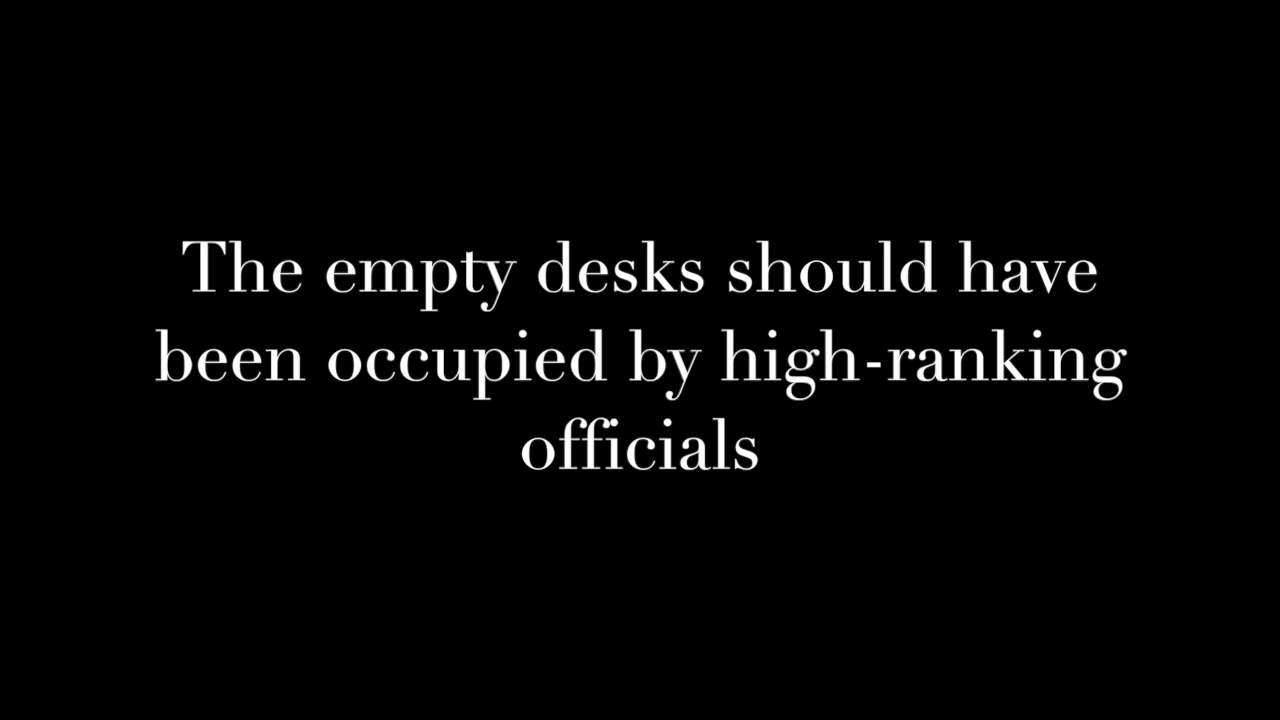 The empty desks should have
been occupied by high-ranking
officials